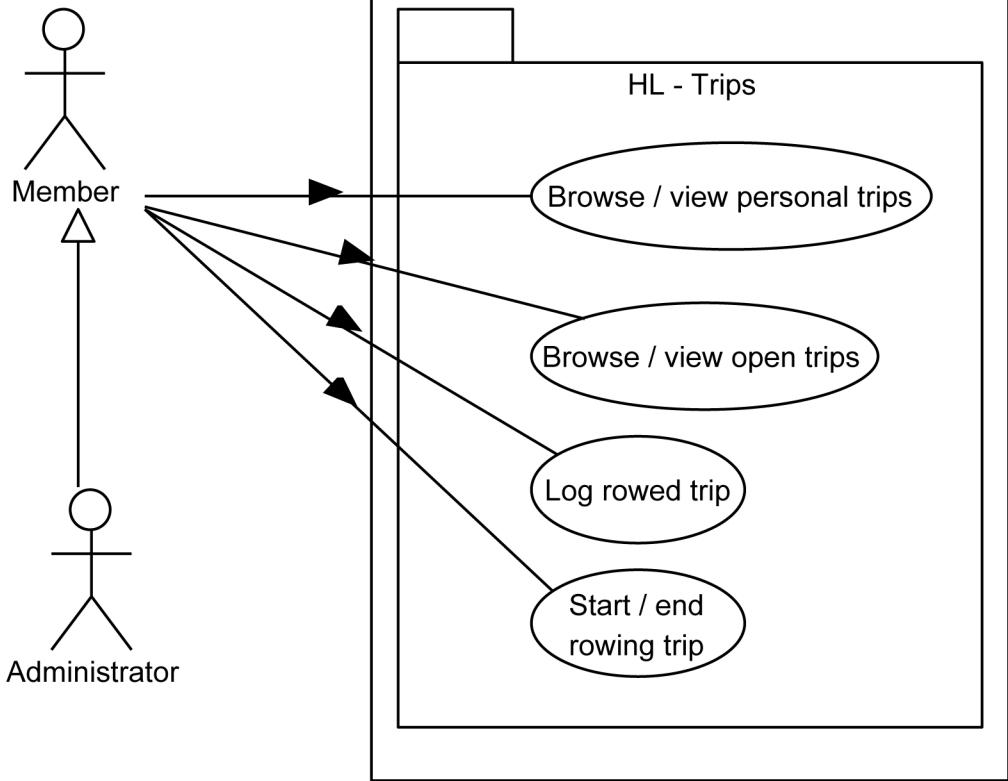 HL - Trips
Member
Browse / view personal trips
Browse / view open trips
Log rowed trip
Start / end
rowing trip
Administrator